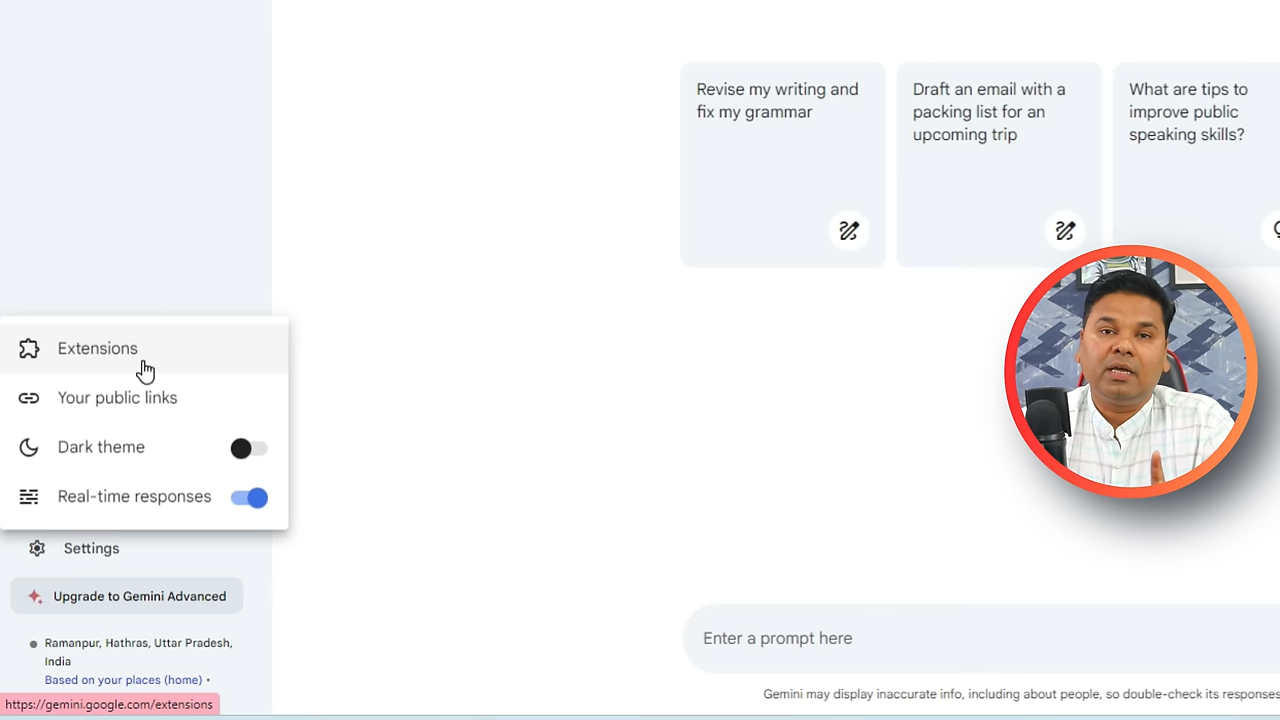 Revise my writing and
fix my grammar
Draft an email with a
packing list for an
upcoming trip
What are tips to
improve public
speaking skills?
Extensions
Your public links
Dark theme
Real-time responses
Settings
Upgrade to Gemini Advanced
Ramanpur, Hathras, Uttar Pradesh,
India
Based on your places (home) •
https://gemini.google.com/extensions
Enter a prompt here
Gemini may display inaccurate info, including about people, so double-check its responses